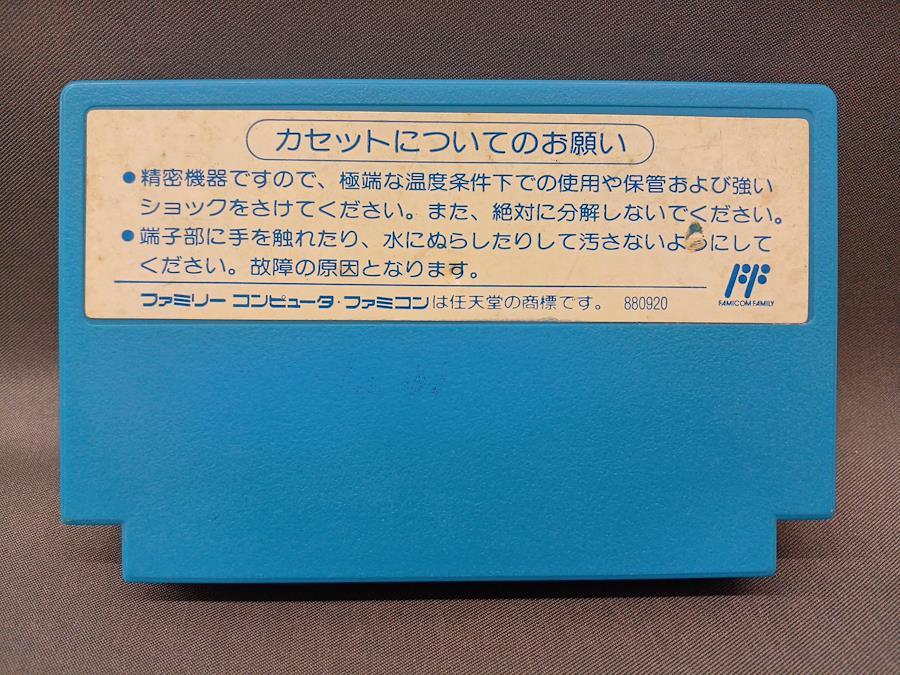 カセットについてのお願い
●精密機器ですので、極端な温度条件下での使用や保管および強い
ショックをさけてください。また、絶対に分解しないでください。
●端子部に手を触れたり、水にぬらしたりして汚さないようにして
ください。故障の原因となります。
ファミリー コンピュータ・ファミコンは任天堂の商標です。 880920
FAMICOM FAMILY